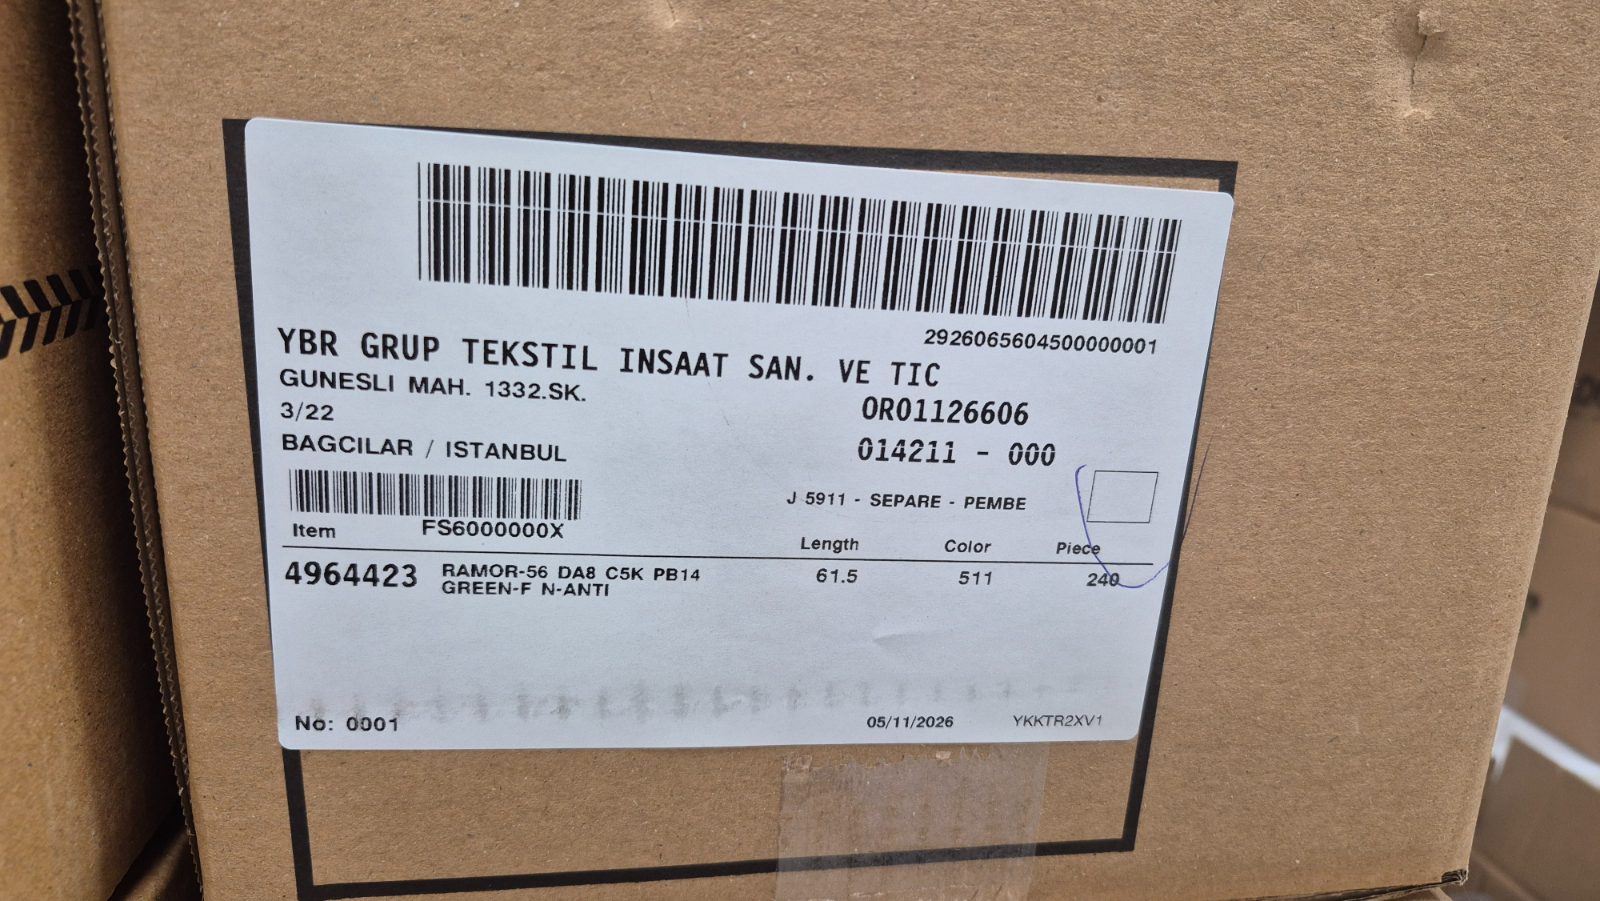 2926065604500000001
YBR GRUP TEKSTIL INSAAT SAN. VE TIC
GUNESLI MAH. 1332.SK.
3/22
BAGCILAR / ISTANBUL
OR01126606
014211 - 000
J 5911 - SEPARE - PEMBE
FS6000000X
Item Length Color Piece
4964423 RAMOR-56 DA8 C5K PB14 61.5 511 240
GREEN-F N-ANTI
No: 0001 05/11/2026 YKKTR2XV1